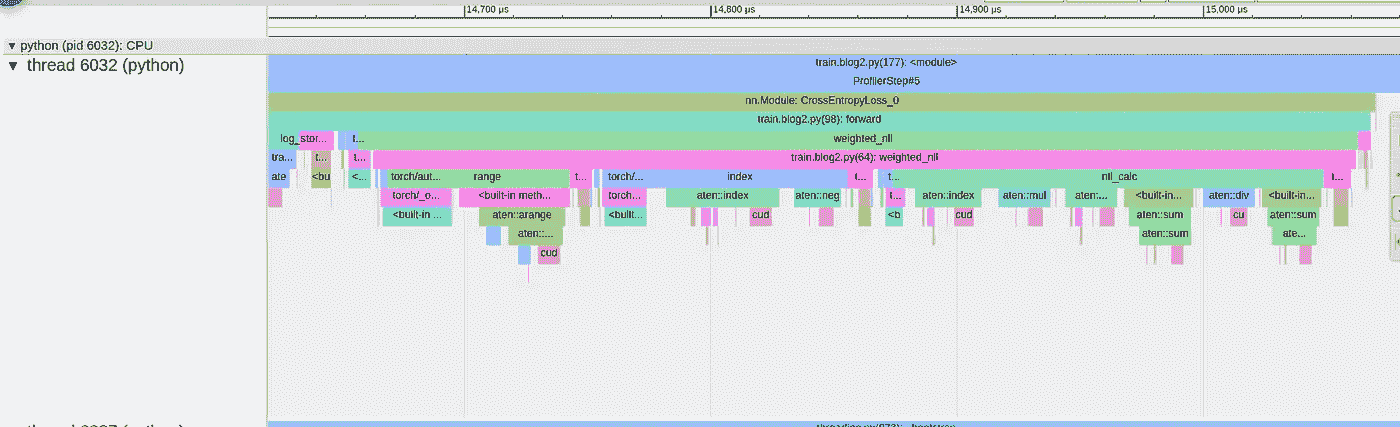 14,700 µs 14,800 µs 14,900 µs 15,000 µs
▼ python (pid 6032): CPU
▼ thread 6032 (python)
train.blog2.py(177): <module>
ProfilerStep#5
nn.Module: CrossEntropyLoss_0
train.blog2.py(98): forward
log_stor... t... weighted_nll
tra... t... t... train.blog2.py(64): weighted_nll
ate <bu <... torch/aut... range t... torch/... index t... t... nll_calc t...
torch/_o... <built-in meth... torch... aten::index aten::neg t... aten::index aten::mul aten:... <built-in... aten::div <built-in...
<built-in ... aten::arange <built... cud <b cud aten::sum cu aten::sum
aten::... aten::sum ate...
cud